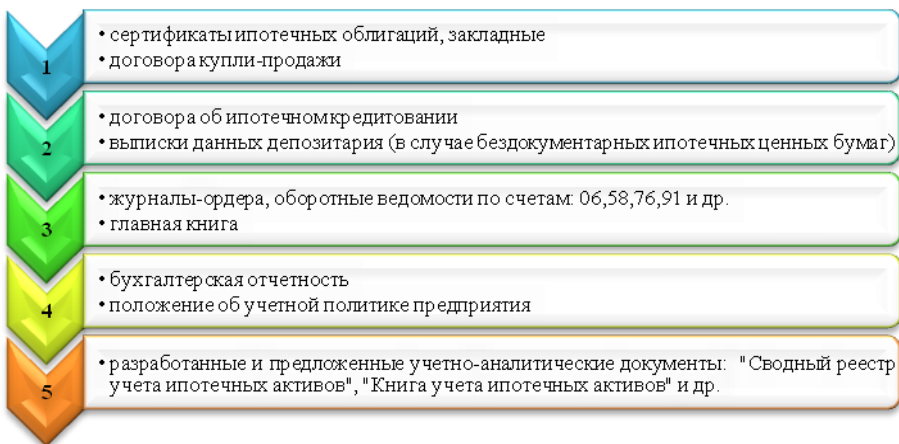 1
• сертификаты ипотечных облигаций, закладные
• договора купли-продажи
2
• договора об ипотечном кредитовании
• выписки данных депозитария (в случае бездокументарных ипотечных ценных бумаг)
3
• журналы-ордера, оборотные ведомости по счетам: 06,58,76,91 и др.
• главная книга
4
• бухгалтерская отчетность
• положение об учетной политике предприятия
5
• разработанные и предложенные учетно-аналитические документы: "Сводный реестр
учета ипотечных активов", "Книга учета ипотечных активов" и др.